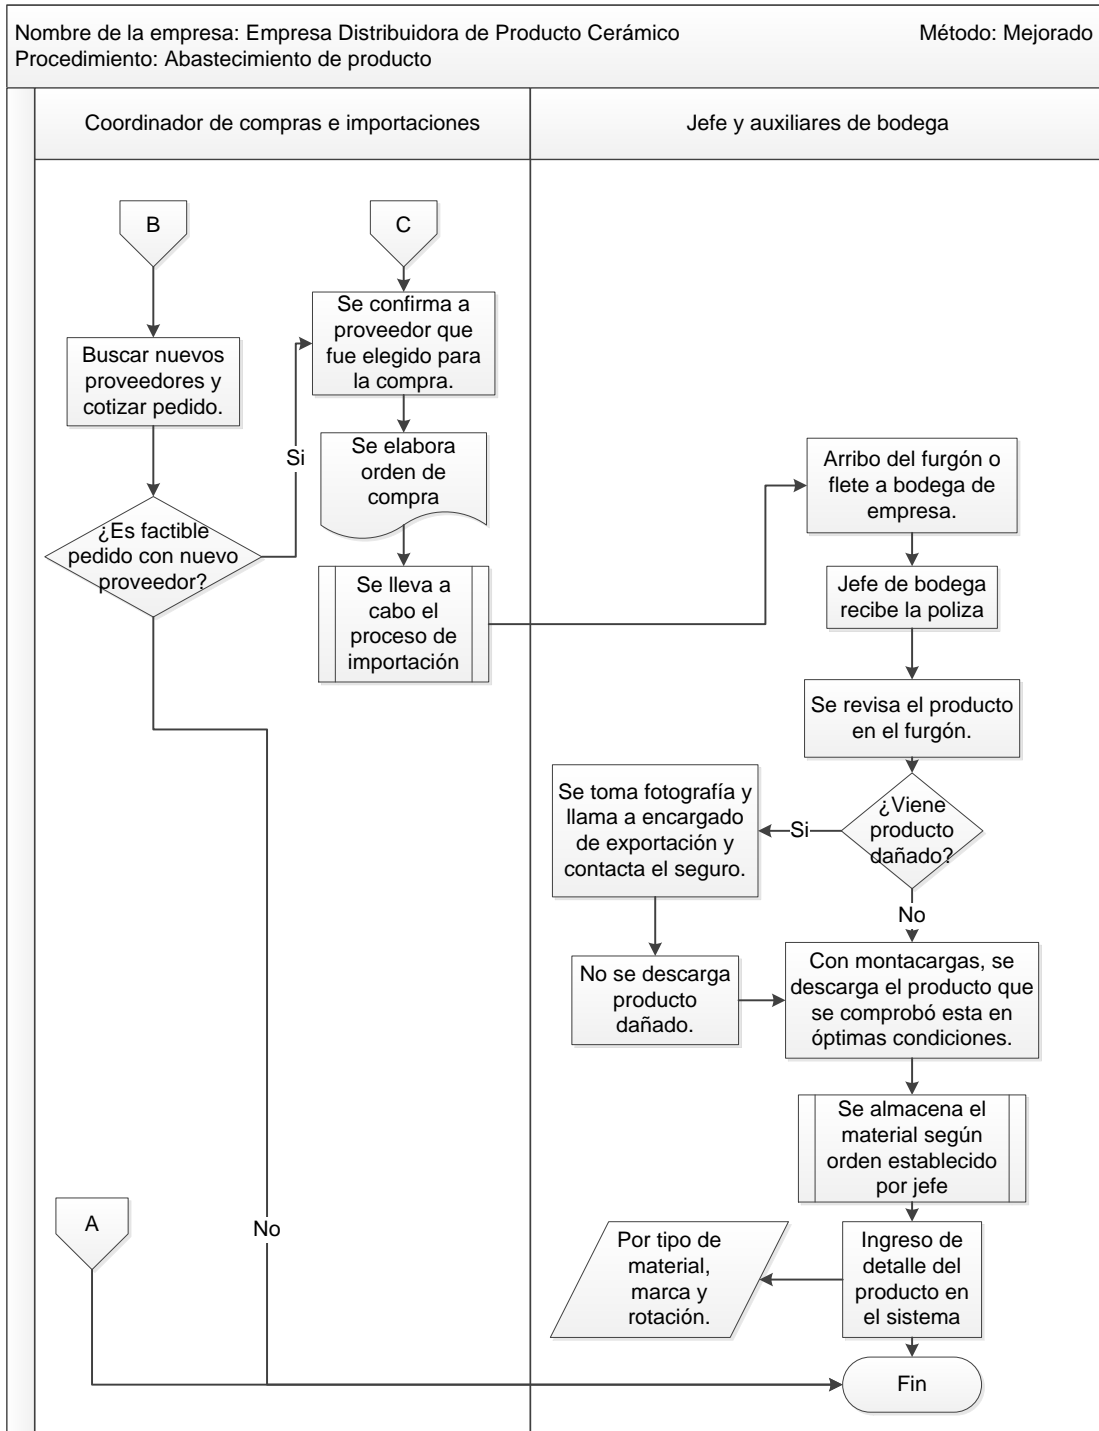 Nombre de la empresa: Empresa Distribuidora de Producto Cerámico
Método: Mejorado
Procedimiento: Abastecimiento de producto
Coordinador de compras e importaciones
Jefe y auxiliares de bodega
B
C
Buscar nuevos
proveedores y
cotizar pedido.
Se confirma a
proveedor que
fue elegido para
la compra.
Si
Se elabora
orden de
compra
¿Es factible
pedido con nuevo
proveedor?
Se lleva a
cabo el
proceso de
importación
Arribo del furgón o
flete a bodega de
empresa.
Jefe de bodega
recibe la poliza
Se revisa el producto
en el furgón.
¿Viene
producto
dañado?
Si
Se toma fotografía y
llama a encargado
de exportación y
contacta el seguro.
No
No se descarga
producto
dañado.
Con montacargas, se
descarga el producto que
se comprobó esta en
óptimas condiciones.
Se almacena el
material según
orden establecido
por jefe
A
No
Por tipo de
material,
marca y
rotación.
Ingreso de
detalle del
producto en
el sistema
Fin